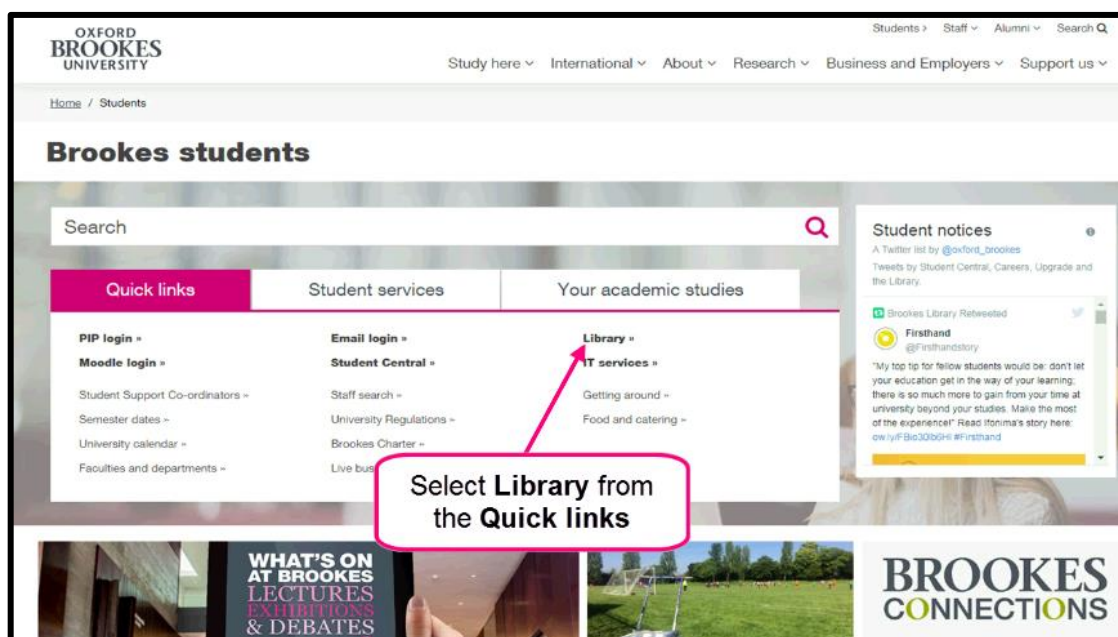 OXFORD
BROOKES
UNIVERSITY
Students > Staff Alumni Search
Study here International About Research Business and Employers Support us
Home / Students
Brookes students
Search
Quick links Student services Your academic studies
PIP login »
Moodle login »
Student Support Co-ordinators »
Semester dates »
University calendar »
Faculties and departments »
Email login »
Student Central »
Staff search »
University Regulations »
Brookes Charter »
Live bus
Library »
IT services »
Getting around »
Food and catering »
Select Library from
the Quick links
Student notices
A Twitter list by @oxford_brookes
Tweets by Student Central, Careers, Upgrade and
the Library.
Brookes Library Retweeted
Firsthand
@Firsthandstory
"My top tip for fellow students would be: don't let
your education get in the way of your learning;
there is so much more to gain from your time at
university beyond your studies. Make the most
of the experience!" Read Ifonima's story here:
#Firsthand
WHAT'S ON
AT BROOKES
LECTURES
EXHIBITIONS
& DEBATES
BROOKES
CONNECTIONS